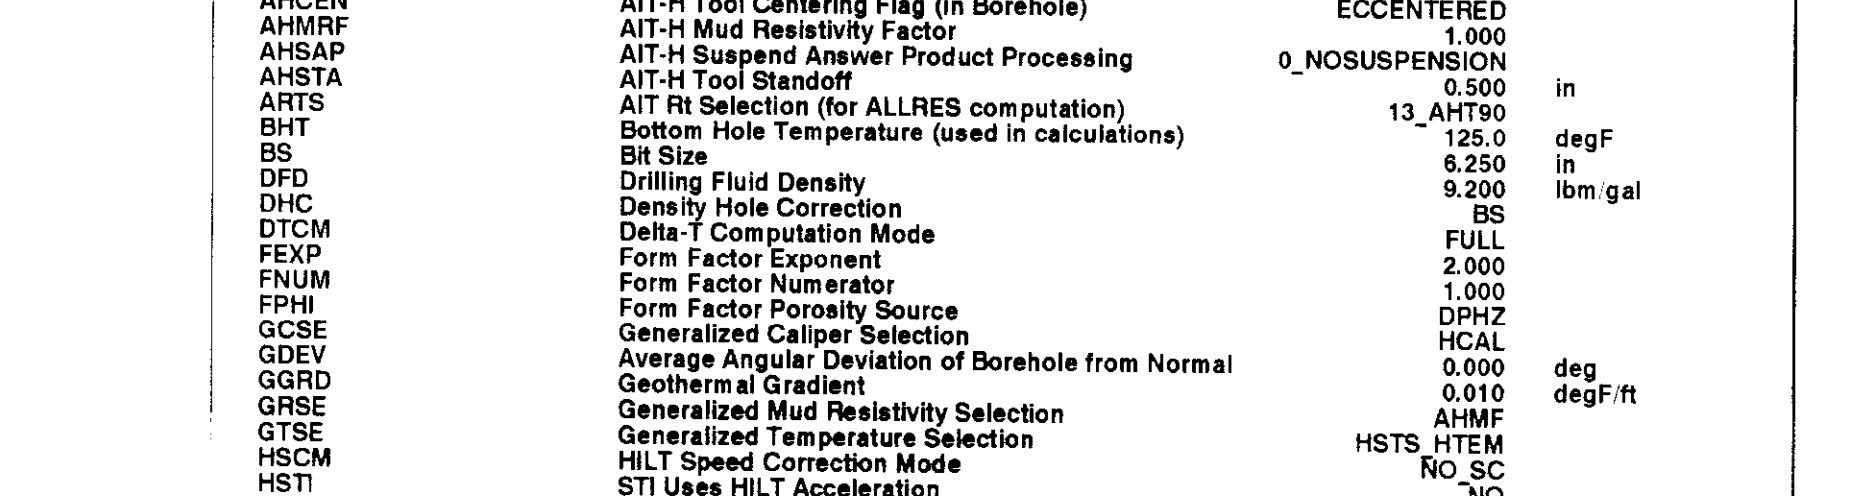 AHCEN AIT-H Tool Centering Flag (in Borehole) ECCENTERED
AHMRF AIT-H Mud Resistivity Factor 1.000
AHSAP AIT-H Suspend Answer Product Processing 0_NOSUSPENSION
AHSTA AIT-H Tool Standoff 0.500 in
ARTS AIT Rt Selection (for ALLRES computation) 13_AHT90
BHT Bottom Hole Temperature (used in calculations) 125.0 degF
BS Bit Size 6.250 in
DFD Drilling Fluid Density 9.200 lbm/gal
DHC Density Hole Correction BS
DTCM Delta-T Computation Mode FULL
FEXP Form Factor Exponent 2.000
FNUM Form Factor Numerator 1.000
FPHI Form Factor Porosity Source DPHZ
GCSE Generalized Caliper Selection HCAL
GDEV Average Angular Deviation of Borehole from Normal 0.000 deg
GGRD Geothermal Gradient 0.010 degF/ft
GRSE Generalized Mud Resistivity Selection AHMF
GTSE Generalized Temperature Selection HSTS_HTEM
HSCM HILT Speed Correction Mode NO_SC
HSTI STI Uses HILT Acceleration NO